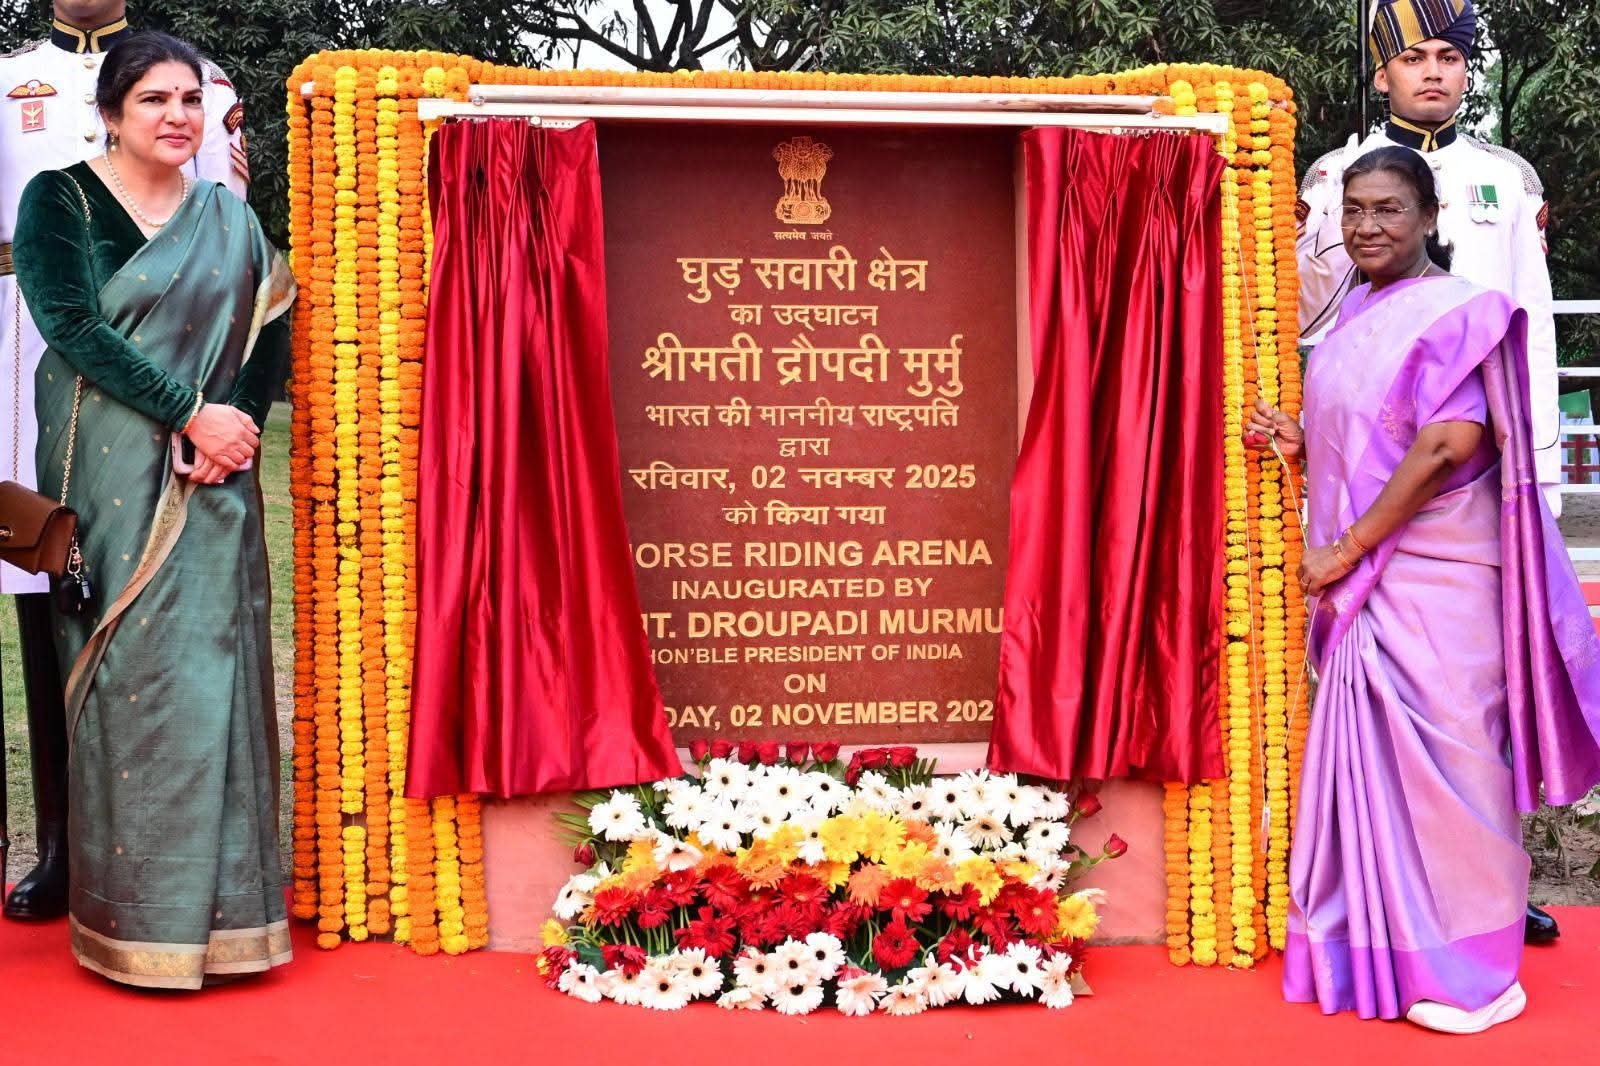 सत्यमेव जयते
घुड़ सवारी क्षेत्र
का उद्घाटन
श्रीमती द्रौपदी मुर्मु
भारत की माननीय राष्ट्रपति
द्वारा
रविवार, 02 नवम्बर 2025
को किया गया
ORSE RIDING ARENA
INAUGURATED BY
T. DROUPADI MURMU
HON'BLE PRESIDENT OF INDIA
ON
DAY, 02 NOVEMBER 202